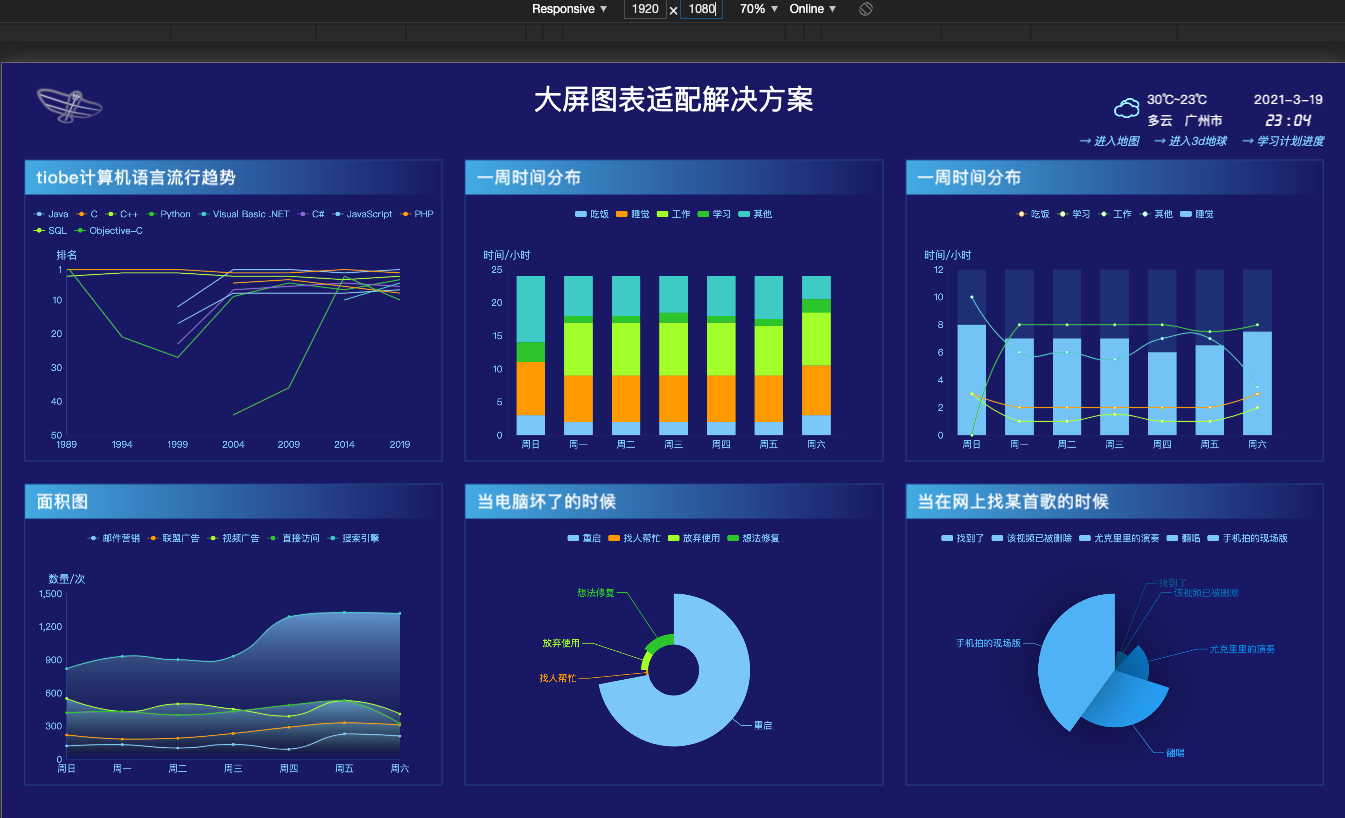 Responsive ▼ 1920 × 1080 70% ▼ Online ▼
大屏图表适配解决方案
30℃~23℃ 2021-3-19
多云 广州市 23:04
→ 进入地图 → 进入3d地球 → 学习计划进度
tiobe计算机语言流行趋势
Java C C++ Python Visual Basic .NET C# JavaScript PHP
SQL Objective-C
排名
1
10
20
30
40
50
1989 1994 1999 2004 2009 2014 2019
一周时间分布
吃饭 睡觉 工作 学习 其他
时间/小时
25
20
15
10
5
0
周日 周一 周二 周三 周四 周五 周六
一周时间分布
吃饭 学习 工作 其他 睡觉
时间/小时
12
10
8
6
4
2
0
周日 周一 周二 周三 周四 周五 周六
面积图
邮件营销 联盟广告 视频广告 直接访问 搜索引擎
数量/次
1,500
1,200
900
600
300
0
周日 周一 周二 周三 周四 周五 周六
当电脑坏了的时候
重启 找人帮忙 放弃使用 想法修复
想法修复
放弃使用
找人帮忙
重启
当在网上找某首歌的时候
找到了 该视频已被删除 尤克里里的演奏 翻唱 手机拍的现场版
找到了
该视频已被删除
手机拍的现场版
尤克里里的演奏
翻唱